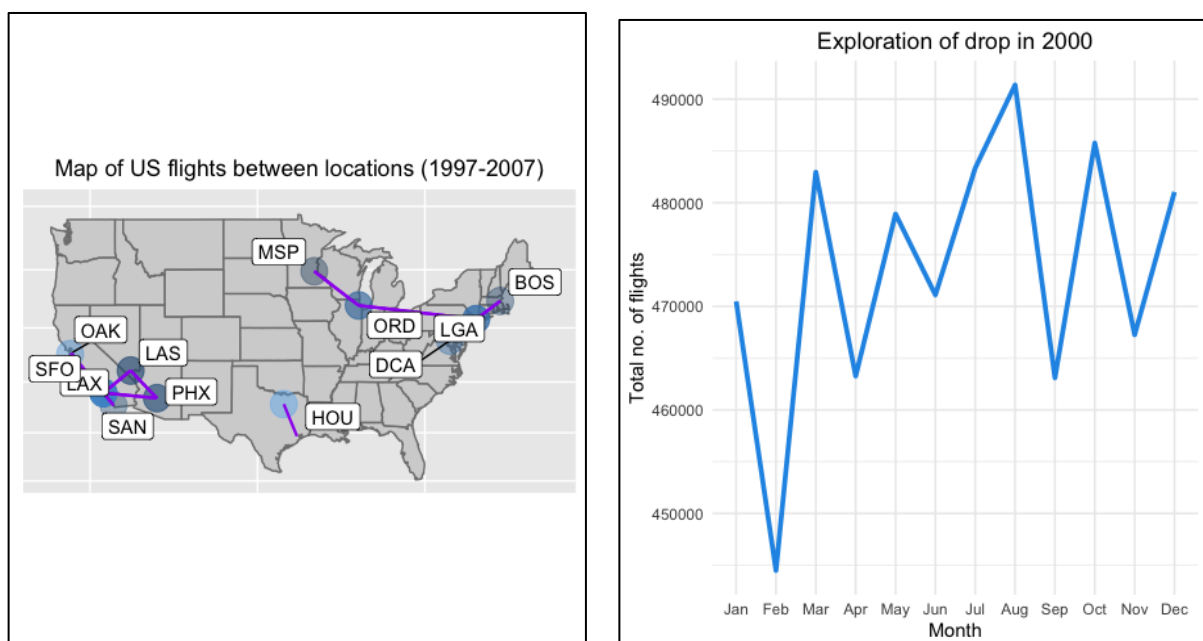 Map of US flights between locations (1997-2007)
MSP
BOS
OAK
ORD
LGA
LAS
DCA
SFO
LAX
PHX
HOU
SAN
Exploration of drop in 2000
Total no. of flights
490000
480000
470000
460000
450000
Jan Feb Mar Apr May Jun Jul Aug Sep Oct Nov Dec
Month